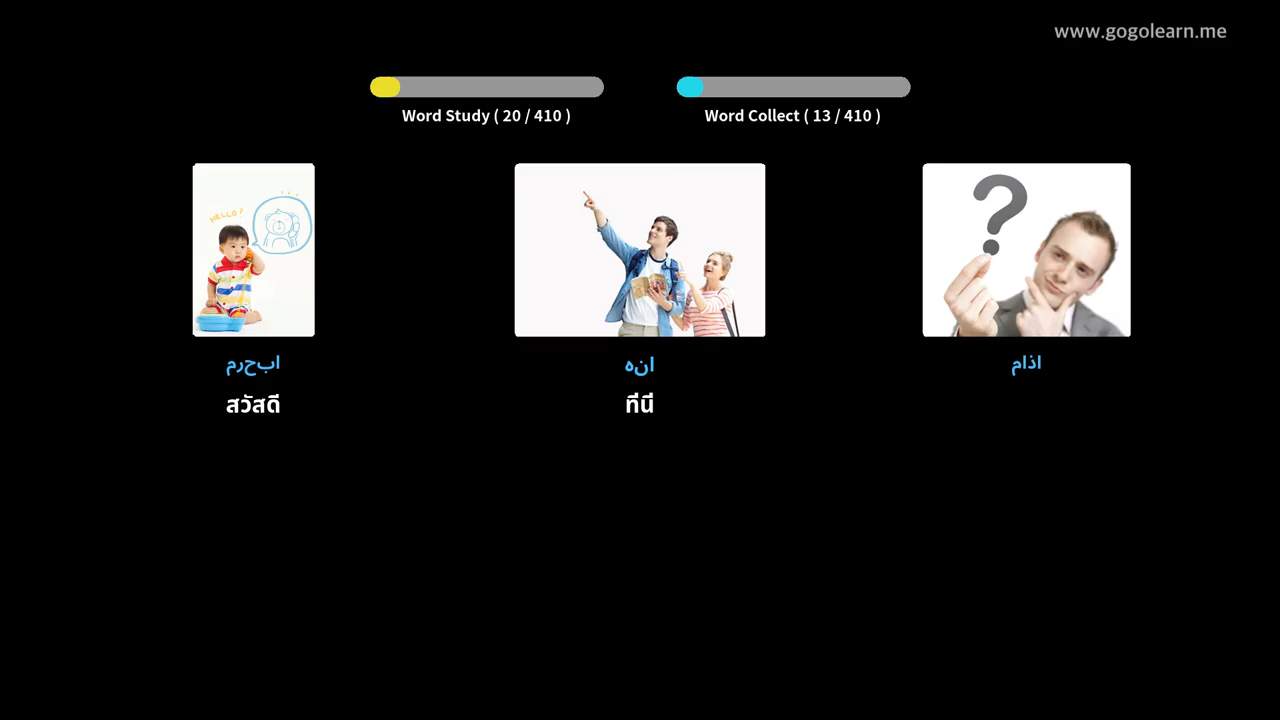 www.gogolearn.me
Word Study ( 20 / 410 )
Word Collect ( 13 / 410 )
HELLO?
ابحرم
สวัสดี
انه
ที่นี่
اذام